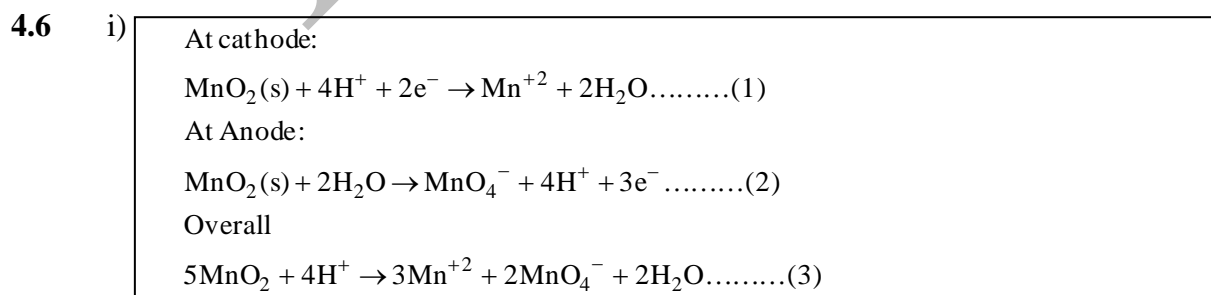 4.6 i)
At cathode:
MnO₂(s) + 4H⁺ + 2e⁻ → Mn⁺² + 2H₂O.........(1)
At Anode:
MnO₂(s) + 2H₂O → MnO₄⁻ + 4H⁺ + 3e⁻.........(2)
Overall
5MnO₂ + 4H⁺ → 3Mn⁺² + 2MnO₄⁻ + 2H₂O.........(3)